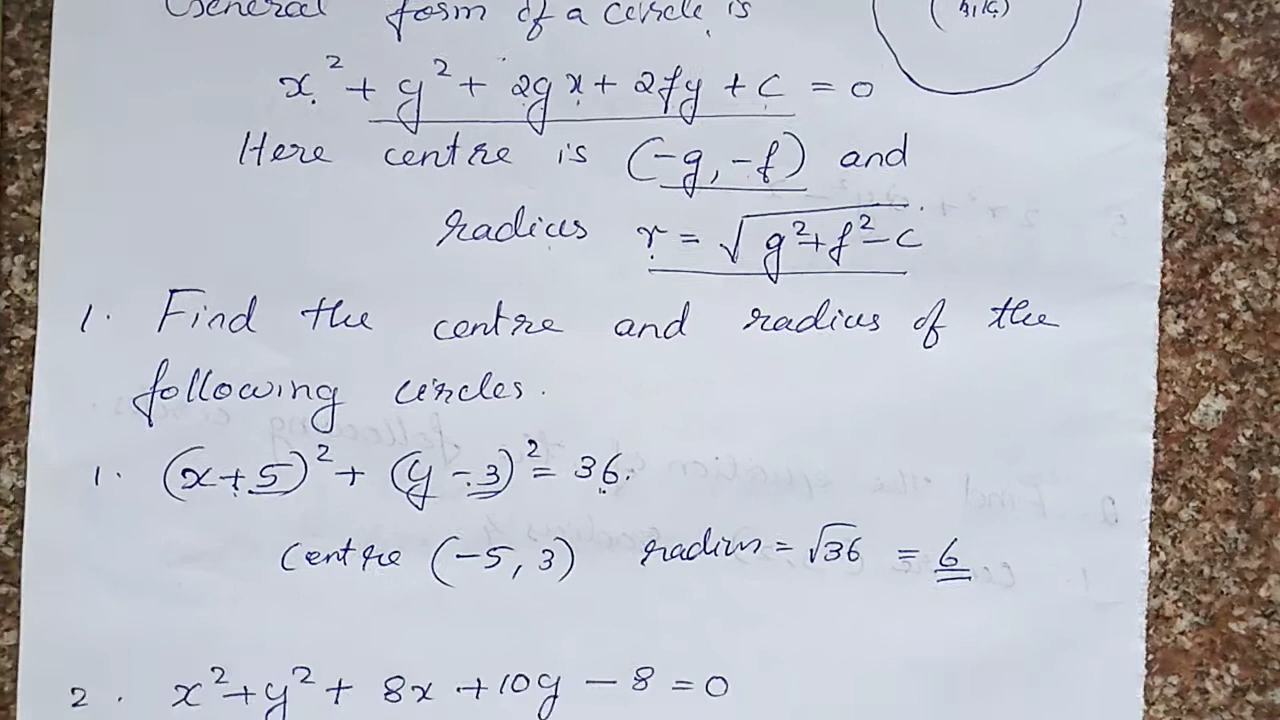 General form of a circle is
(h, k)
x² + y² + 2gx + 2fy + c = 0
Here centre is (-g, -f) and
radius r = √g²+f²-c
1. Find the centre and radius of the
following circles.
1. (x+5)² + (y-3)² = 36.
Centre (-5, 3) radius = √36 = 6
2. x²+y²+ 8x +10y - 8 = 0